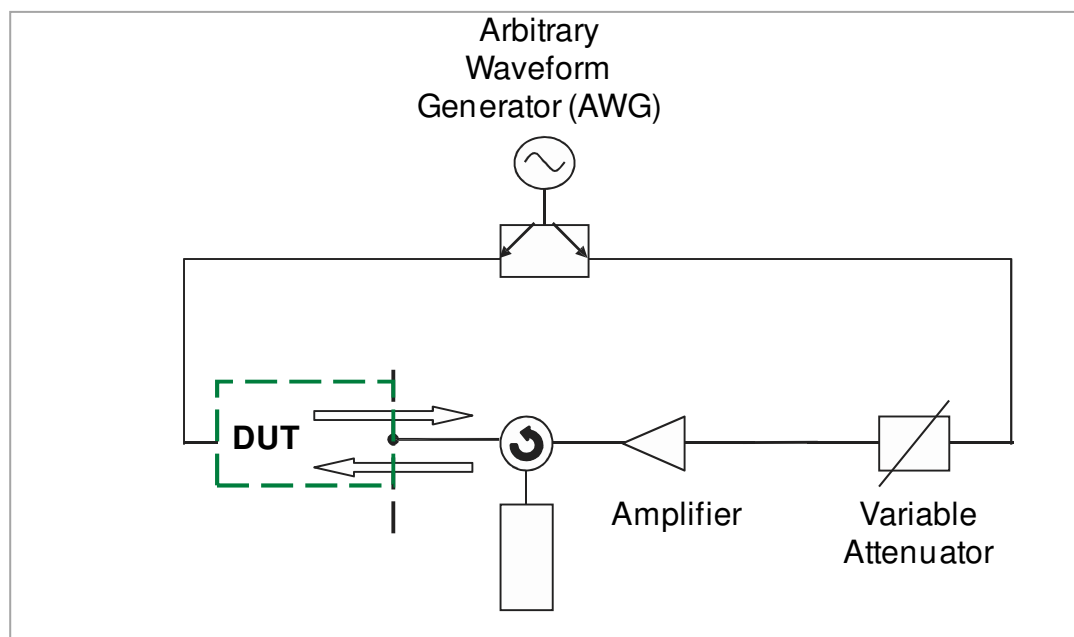 Arbitrary
Waveform
Generator (AWG)
DUT
Amplifier
Variable
Attenuator